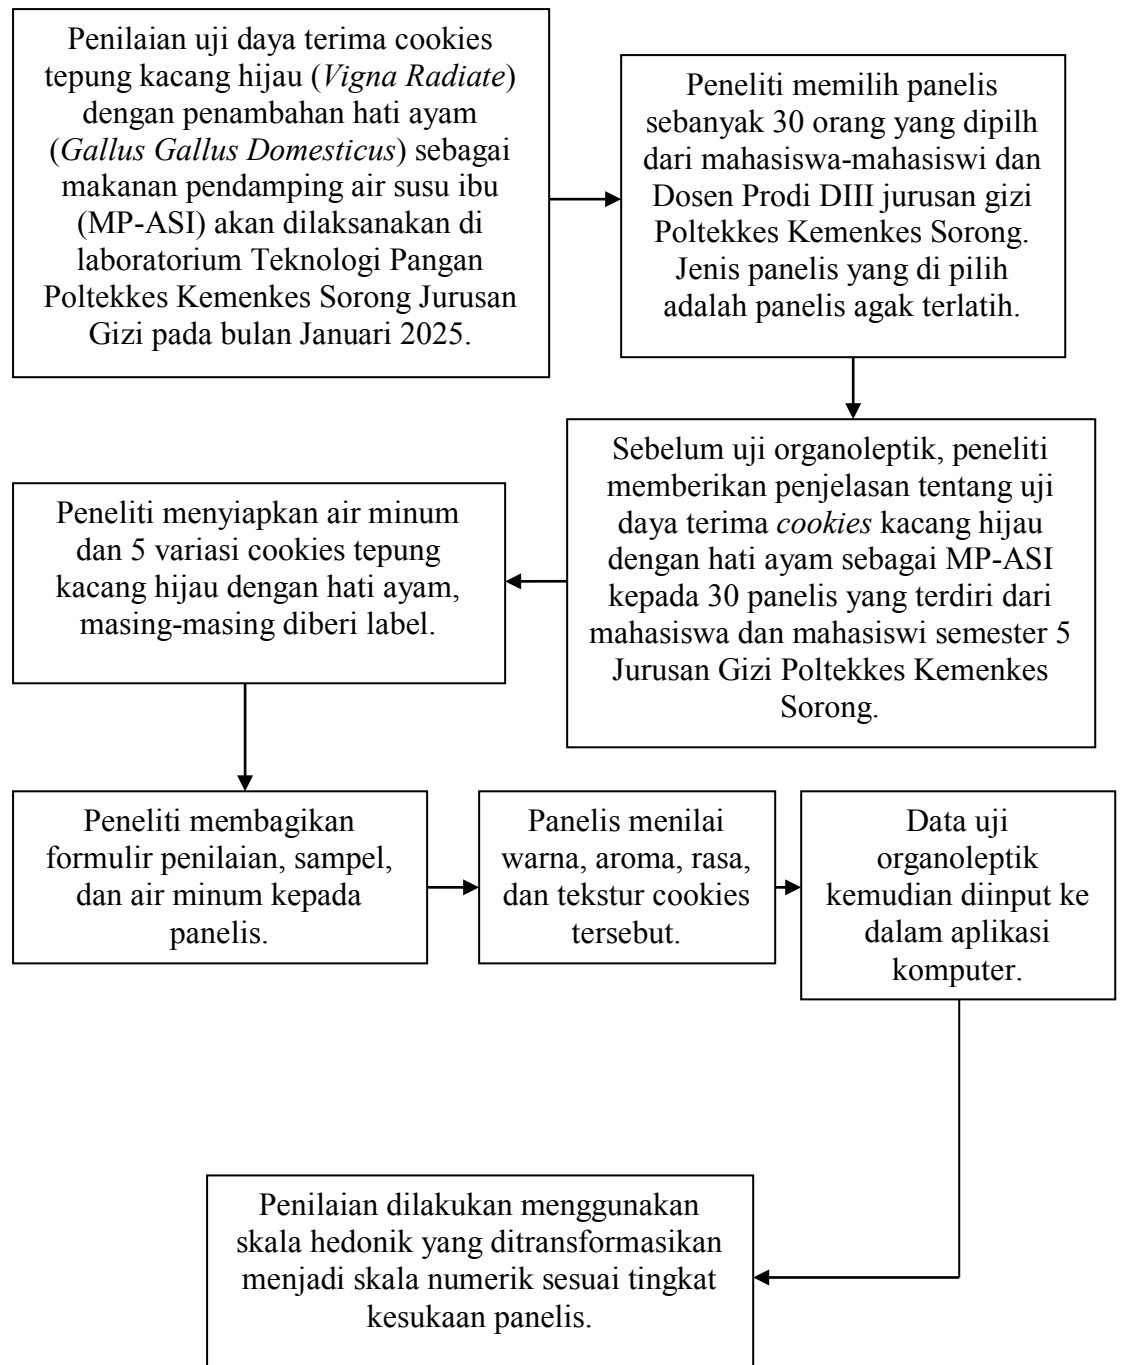 Penilaian uji daya terima cookies
tepung kacang hijau (Vigna Radiate)
dengan penambahan hati ayam
(Gallus Gallus Domesticus) sebagai
makanan pendamping air susu ibu
(MP-ASI) akan dilaksanakan di
laboratorium Teknologi Pangan
Poltekkes Kemenkes Sorong Jurusan
Gizi pada bulan Januari 2025.
Peneliti memilih panelis
sebanyak 30 orang yang dipilh
dari mahasiswa-mahasiswi dan
Dosen Prodi DIII jurusan gizi
Poltekkes Kemenkes Sorong.
Jenis panelis yang di pilih
adalah panelis agak terlatih.
Sebelum uji organoleptik, peneliti
memberikan penjelasan tentang uji
daya terima cookies kacang hijau
dengan hati ayam sebagai MP-ASI
kepada 30 panelis yang terdiri dari
mahasiswa dan mahasiswi semester 5
Jurusan Gizi Poltekkes Kemenkes
Sorong.
Peneliti menyiapkan air minum
dan 5 variasi cookies tepung
kacang hijau dengan hati ayam,
masing-masing diberi label.
Peneliti membagikan
formulir penilaian, sampel,
dan air minum kepada
panelis.
Panelis menilai
warna, aroma, rasa,
dan tekstur cookies
tersebut.
Data uji
organoleptik
kemudian diinput ke
dalam aplikasi
komputer.
Penilaian dilakukan menggunakan
skala hedonik yang ditransformasikan
menjadi skala numerik sesuai tingkat
kesukaan panelis.